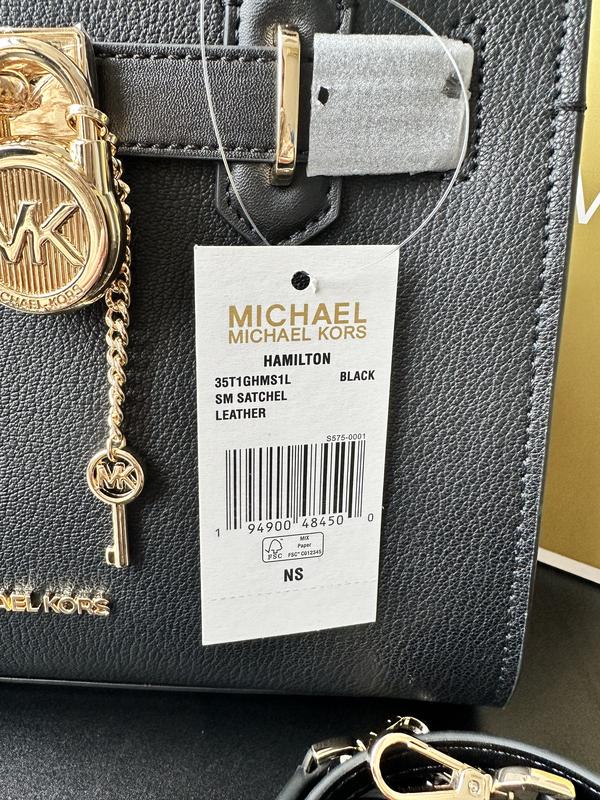 MK
MICHAEL KORS
MICHAEL
MICHAEL KORS
HAMILTON
35T1GHMS1L BLACK
SM SATCHEL
LEATHER
S575-0001
1 94900 48450 0
FSC
MIX
Paper
FSC® C012345
NS
MK
AEL KORS